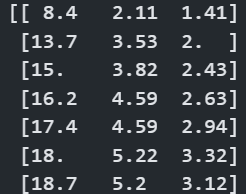 [[ 8.4 2.11 1.41]
[13.7 3.53 2. ]
[15. 3.82 2.43]
[16.2 4.59 2.63]
[17.4 4.59 2.94]
[18. 5.22 3.32]
[18.7 5.2 3.12]